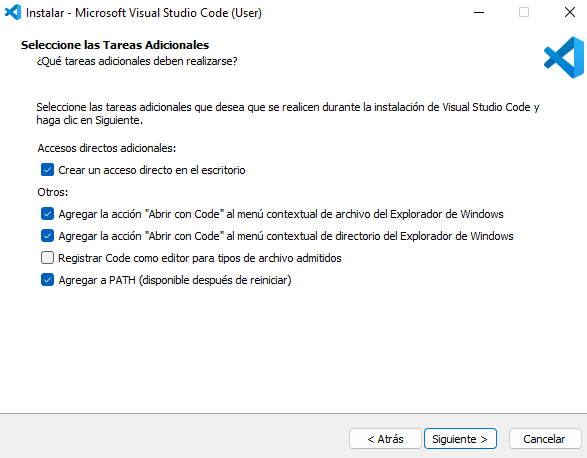 Instalar - Microsoft Visual Studio Code (User)
Seleccione las Tareas Adicionales
¿Qué tareas adicionales deben realizarse?
Seleccione las tareas adicionales que desea que se realicen durante la instalación de Visual Studio Code y
haga clic en Siguiente.
Accesos directos adicionales:
Crear un acceso directo en el escritorio
Otros:
Agregar la acción "Abrir con Code" al menú contextual de archivo del Explorador de Windows
Agregar la acción "Abrir con Code" al menú contextual de directorio del Explorador de Windows
Registrar Code como editor para tipos de archivo admitidos
Agregar a PATH (disponible después de reiniciar)
< Atrás Siguiente > Cancelar